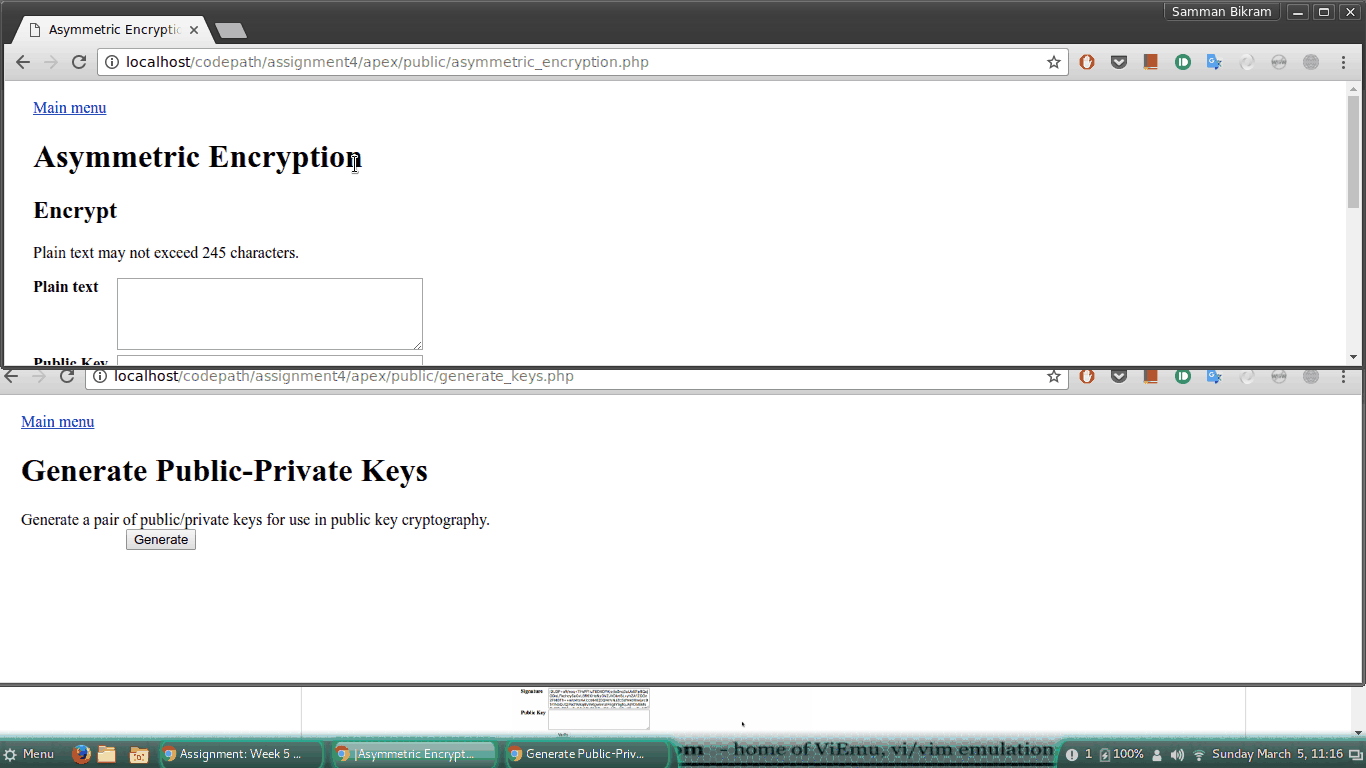 Samman Bikram
Asymmetric Encryptic
localhost/codepath/assignment4/apex/public/asymmetric_encryption.php
Main menu
Asymmetric Encryption
Encrypt
Plain text may not exceed 245 characters.
Plain text
Public Key
localhost/codepath/assignment4/apex/public/generate_keys.php
Main menu
Generate Public-Private Keys
Generate a pair of public/private keys for use in public key cryptography.
Generate
Signature
Public Key
Verify
Menu
Assignment: Week 5 ...
|Asymmetric Encrypt...
Generate Public-Priv...
om - home of ViEmu, vi/vim emulation
1
100%
Sunday March 5, 11:16